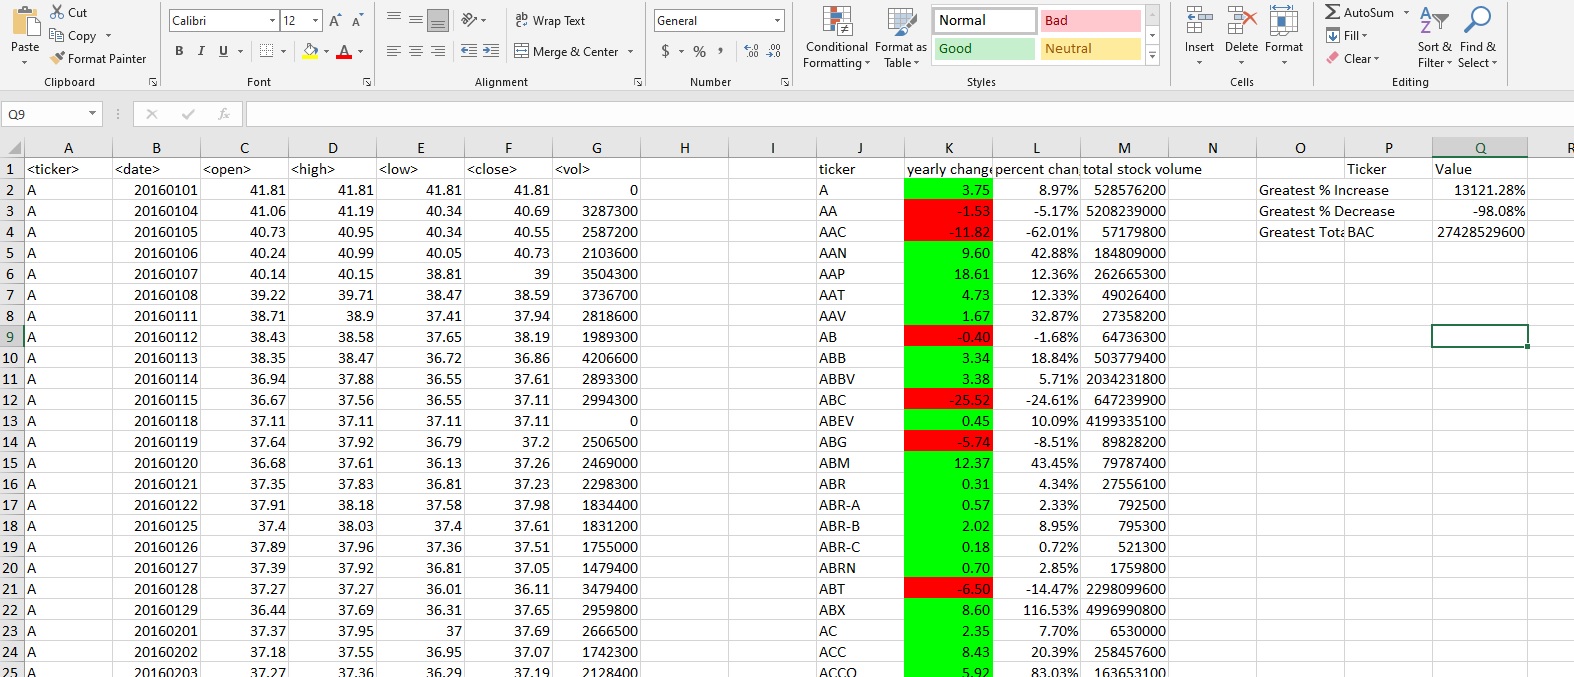 Cut
Copy
Format Painter
Paste
Clipboard
Calibri 12 A A
B I U A
Font
Wrap Text
Merge & Center
Alignment
General
$ % ,
Number
Conditional Formatting
Format as Table
Normal Bad
Good Neutral
Styles
Insert Delete Format
Cells
AutoSum
Fill
Clear
Sort & Filter
Find & Select
Editing
Q9 fx
A B C D E F G H I J K L M N O P Q R
1 <ticker> <date> <open> <high> <low> <close> <vol> ticker yearly change percent chan total stock volume Ticker Value
2 A 20160101 41.81 41.81 41.81 41.81 0 A 3.75 8.97% 528576200 Greatest % Increase 13121.28%
3 A 20160104 41.06 41.19 40.34 40.69 3287300 AA -1.53 -5.17% 5208239000 Greatest % Decrease -98.08%
4 A 20160105 40.73 40.95 40.34 40.55 2587200 AAC -11.82 -62.01% 57179800 Greatest Tota BAC 27428529600
5 A 20160106 40.24 40.99 40.05 40.73 2103600 AAN 9.60 42.88% 184809000
6 A 20160107 40.14 40.15 38.81 39 3504300 AAP 18.61 12.36% 262665300
7 A 20160108 39.22 39.71 38.47 38.59 3736700 AAT 4.73 12.33% 49026400
8 A 20160111 38.71 38.9 37.41 37.94 2818600 AAV 1.67 32.87% 27358200
9 A 20160112 38.43 38.58 37.65 38.19 1989300 AB -0.40 -1.68% 64736300
10 A 20160113 38.35 38.47 36.72 36.86 4206600 ABB 3.34 18.84% 503779400
11 A 20160114 36.94 37.88 36.55 37.61 2893300 ABBV 3.38 5.71% 2034231800
12 A 20160115 36.67 37.56 36.55 37.11 2994300 ABC -25.52 -24.61% 647239900
13 A 20160118 37.11 37.11 37.11 37.11 0 ABEV 0.45 10.09% 4199335100
14 A 20160119 37.64 37.92 36.79 37.2 2506500 ABG -5.74 -8.51% 89828200
15 A 20160120 36.68 37.61 36.13 37.26 2469000 ABM 12.37 43.45% 79787400
16 A 20160121 37.35 37.83 36.81 37.23 2298300 ABR 0.31 4.34% 27556100
17 A 20160122 37.91 38.18 37.58 37.98 1834400 ABR-A 0.57 2.33% 792500
18 A 20160125 37.4 38.03 37.4 37.61 1831200 ABR-B 2.02 8.95% 795300
19 A 20160126 37.89 37.96 37.36 37.51 1755000 ABR-C 0.18 0.72% 521300
20 A 20160127 37.39 37.92 36.81 37.05 1479400 ABRN 0.70 2.85% 1759800
21 A 20160128 37.27 37.27 36.01 36.11 3479400 ABT -6.50 -14.47% 2298099600
22 A 20160129 36.44 37.69 36.31 37.65 2959800 ABX 8.60 116.53% 4996990800
23 A 20160201 37.37 37.95 37 37.69 2666500 AC 2.35 7.70% 6530000
24 A 20160202 37.18 37.55 36.95 37.07 1742300 ACC 8.43 20.39% 258457600
25 A 20160203 37.27 37.36 36.29 37.19 2128400 ACCO 5.92 83.03% 163653100